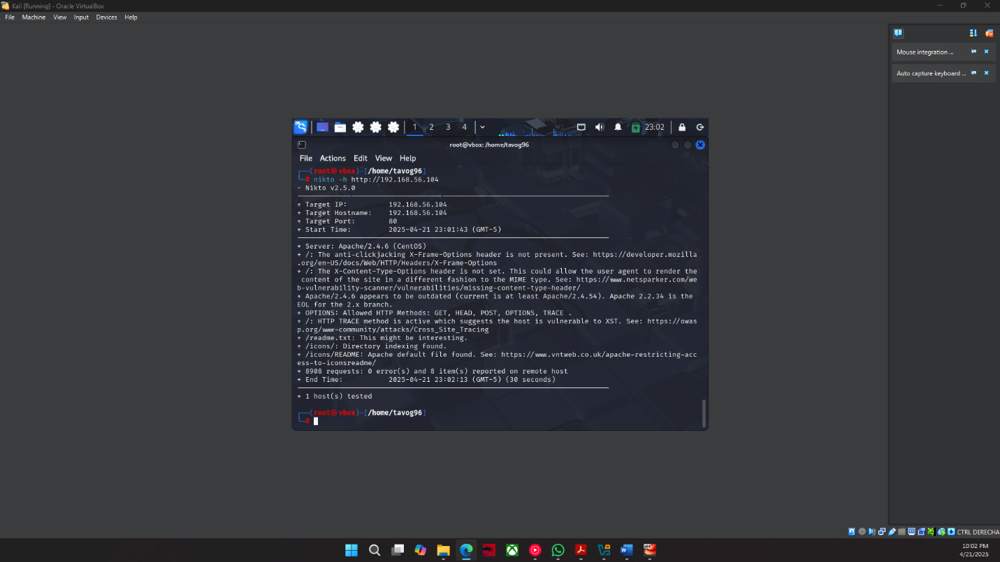 Kali [Running] - Oracle VirtualBox
File Machine View Input Devices Help
Mouse integration ...
Auto capture keyboard ...
1 2 3 4 23:02
root@vbox: /home/tavog96
File Actions Edit View Help
┌──(root㉿vbox)-[/home/tavog96]
└─# nikto -h http://192.168.56.104
- Nikto v2.5.0
+ Target IP: 192.168.56.104
+ Target Hostname: 192.168.56.104
+ Target Port: 80
+ Start Time: 2025-04-21 23:01:43 (GMT-5)
+ Server: Apache/2.4.6 (CentOS)
+ /: The anti-clickjacking X-Frame-Options header is not present. See: https://developer.mozilla
.org/en-US/docs/Web/HTTP/Headers/X-Frame-Options
+ /: The X-Content-Type-Options header is not set. This could allow the user agent to render the
content of the site in a different fashion to the MIME type. See: https://www.netsparker.com/we
b-vulnerability-scanner/vulnerabilities/missing-content-type-header/
+ Apache/2.4.6 appears to be outdated (current is at least Apache/2.4.54). Apache 2.2.34 is the
EOL for the 2.x branch.
+ OPTIONS: Allowed HTTP Methods: GET, HEAD, POST, OPTIONS, TRACE .
+ /: HTTP TRACE method is active which suggests the host is vulnerable to XST. See: https://owas
p.org/www-community/attacks/Cross_Site_Tracing
+ /readme.txt: This might be interesting.
+ /icons/: Directory indexing found.
+ /icons/README: Apache default file found. See: https://www.vntweb.co.uk/apache-restricting-acc
ess-to-iconsreadme/
+ 8908 requests: 0 error(s) and 8 item(s) reported on remote host
+ End Time: 2025-04-21 23:02:13 (GMT-5) (30 seconds)
+ 1 host(s) tested
┌──(root㉿vbox)-[/home/tavog96]
└─#
CTRL DERECHA
10:02 PM
4/21/2025